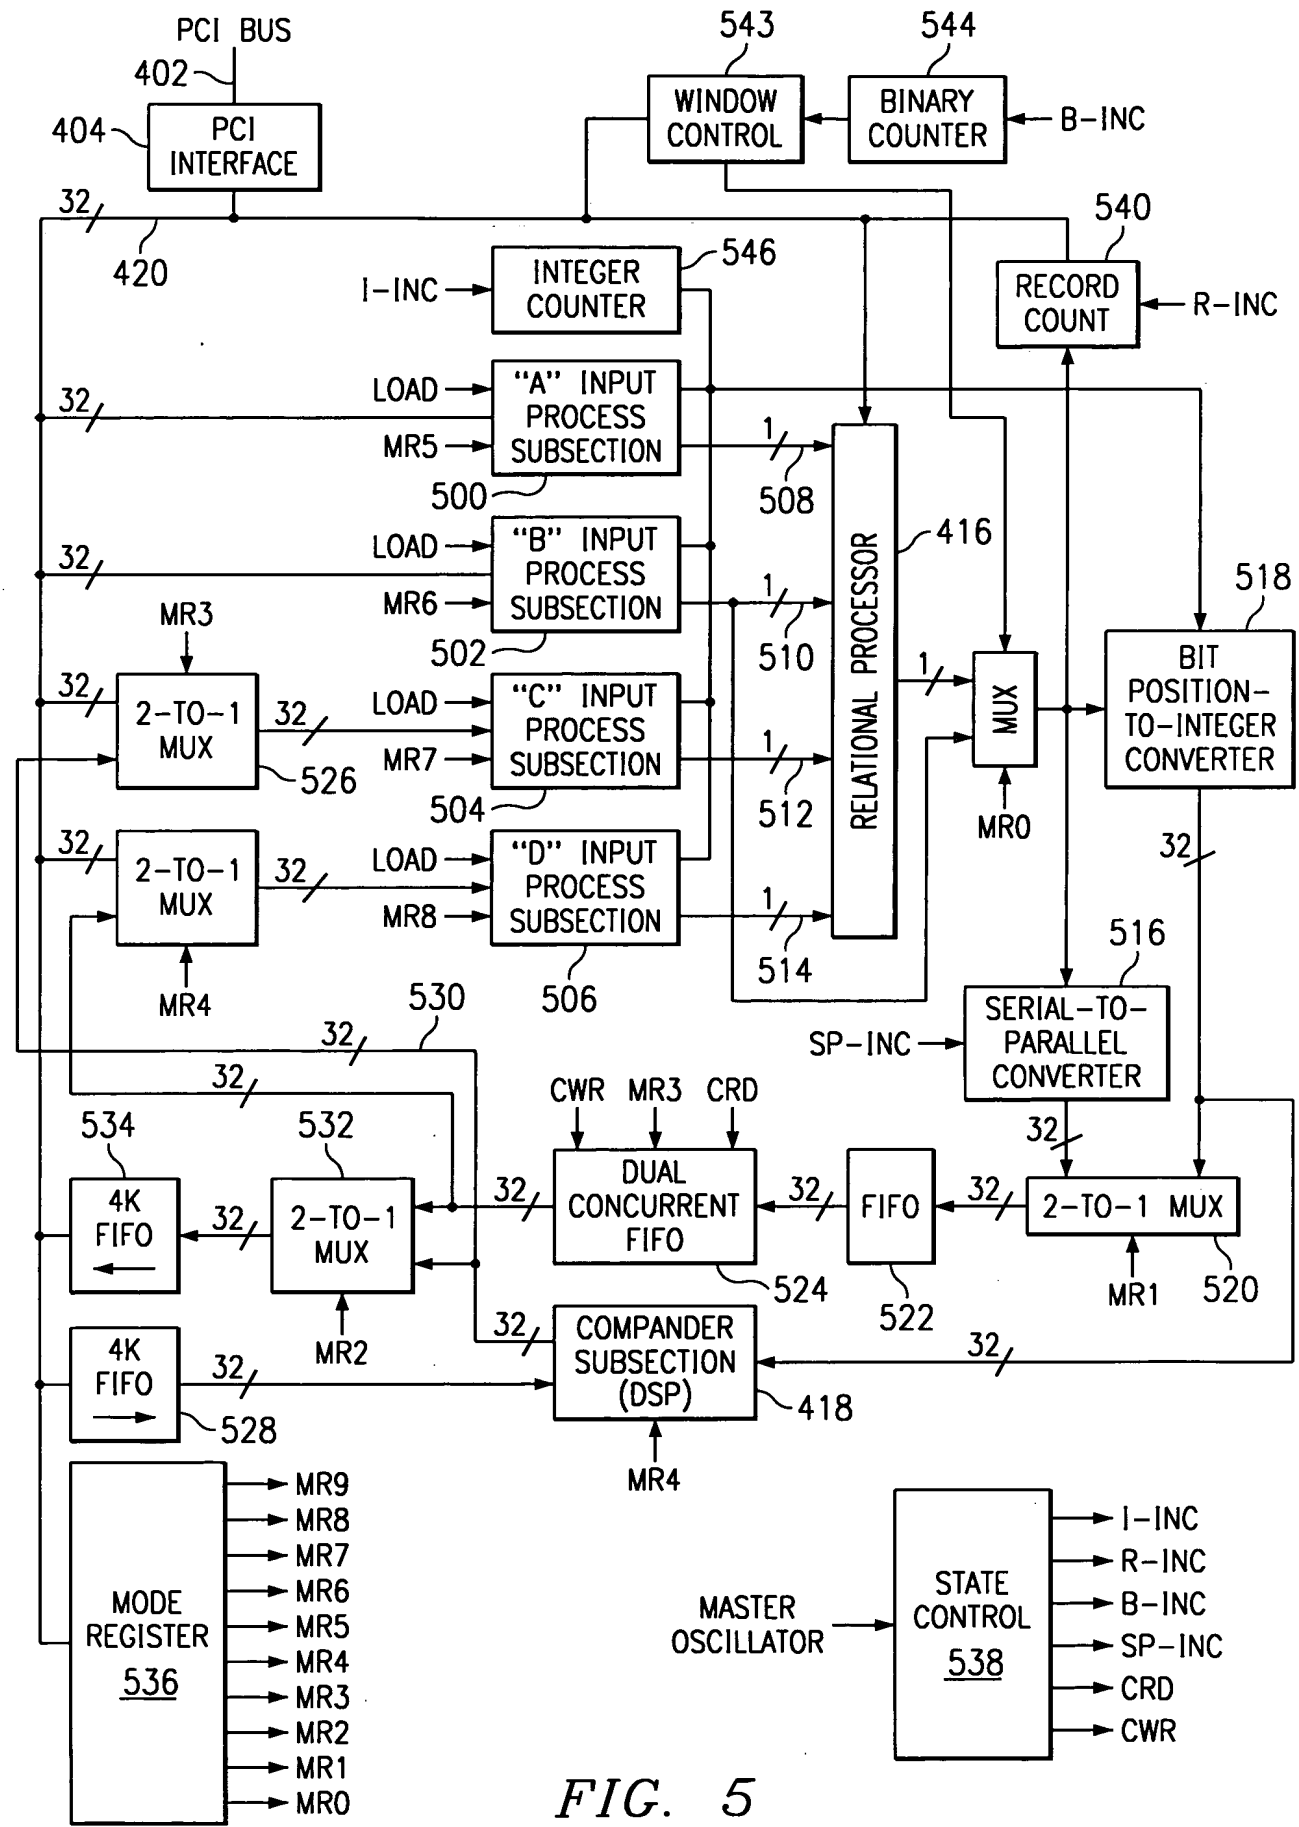 PCI BUS
402
404
PCI
INTERFACE
543
544
WINDOW
CONTROL
BINARY
COUNTER
B-INC
32
420
546
540
I-INC
INTEGER
COUNTER
RECORD
COUNT
R-INC
32
LOAD
MR5
"A" INPUT
PROCESS
SUBSECTION
500
1
508
32
LOAD
MR6
"B" INPUT
PROCESS
SUBSECTION
502
1
510
416
RELATIONAL PROCESSOR
518
MR3
32
2-TO-1
MUX
526
32
LOAD
MR7
"C" INPUT
PROCESS
SUBSECTION
504
1
512
1
MUX
MR0
BIT
POSITION-
TO-INTEGER
CONVERTER
32
32
2-TO-1
MUX
MR4
32
LOAD
MR8
"D" INPUT
PROCESS
SUBSECTION
506
1
514
516
530
32
32
SP-INC
SERIAL-TO-
PARALLEL
CONVERTER
32
534
532
CWR
MR3
CRD
4K
FIFO
32
2-TO-1
MUX
MR2
32
DUAL
CONCURRENT
FIFO
524
32
FIFO
522
32
2-TO-1 MUX
MR1
520
4K
FIFO
528
32
32
COMPANDER
SUBSECTION
(DSP)
418
MR4
32
MODE
REGISTER
536
MR9
MR8
MR7
MR6
MR5
MR4
MR3
MR2
MR1
MR0
MASTER
OSCILLATOR
STATE
CONTROL
538
I-INC
R-INC
B-INC
SP-INC
CRD
CWR
FIG. 5